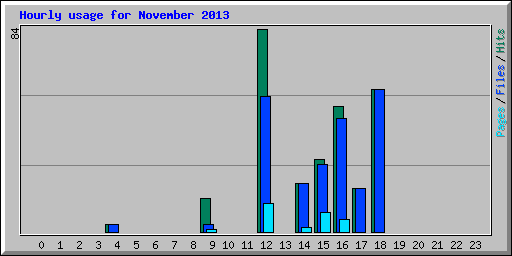 Hourly usage for November 2013
84
Pages/Files/Hits
0 1 2 3 4 5 6 7 8 9 10 11 12 13 14 15 16 17 18 19 20 21 22 23